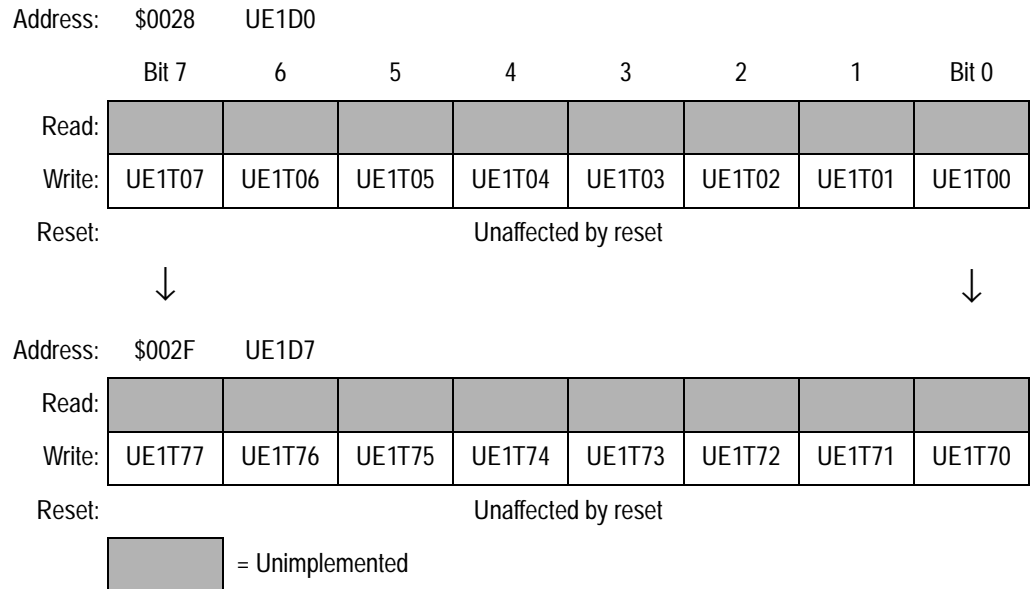 Address: $0028 UE1D0
Bit 7 6 5 4 3 2 1 Bit 0
Read:
Write: UE1T07 UE1T06 UE1T05 UE1T04 UE1T03 UE1T02 UE1T01 UE1T00
Reset: Unaffected by reset
↓ ↓
Address: $002F UE1D7
Read:
Write: UE1T77 UE1T76 UE1T75 UE1T74 UE1T73 UE1T72 UE1T71 UE1T70
Reset: Unaffected by reset
= Unimplemented